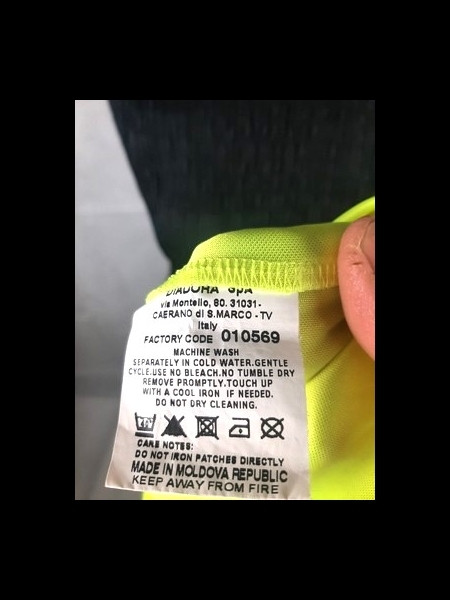 DIADORA SpA
via Montello, 80. 31031-
CAERANO di S.MARCO - TV
Italy
FACTORY CODE 010569
MACHINE WASH
SEPARATELY IN COLD WATER.GENTLE
CYCLE.USE NO BLEACH.NO TUMBLE DRY
REMOVE PROMPTLY.TOUCH UP
WITH A COOL IRON IF NEEDED.
DO NOT DRY CLEANING.
CARE NOTES:
DO NOT IRON PATCHES DIRECTLY
MADE IN MOLDOVA REPUBLIC
KEEP AWAY FROM FIRE